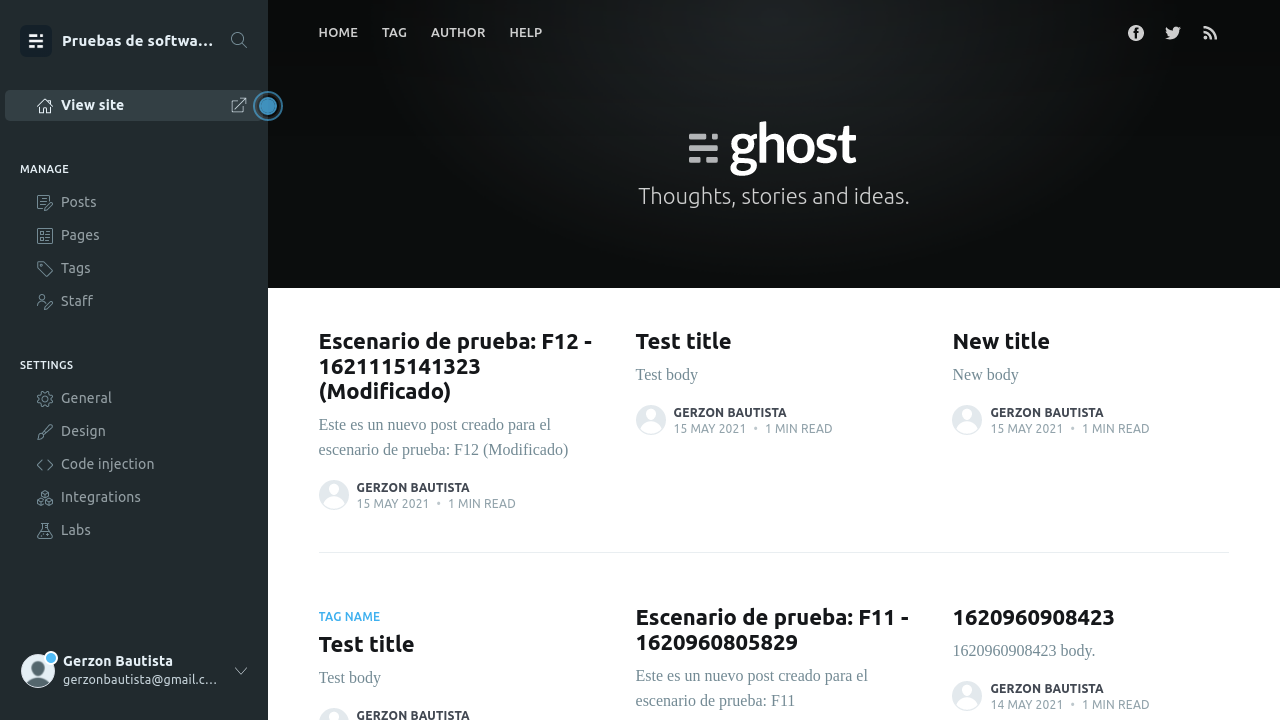 Pruebas de softwa...
View site
MANAGE
Posts
Pages
Tags
Staff
SETTINGS
General
Design
Code injection
Integrations
Labs
Gerzon Bautista
gerzonbautista@gmail.c...
HOME TAG AUTHOR HELP
ghost
Thoughts, stories and ideas.
Escenario de prueba: F12 -
1621115141323
(Modificado)
Este es un nuevo post creado para el
escenario de prueba: F12 (Modificado)
GERZON BAUTISTA
15 MAY 2021 • 1 MIN READ
Test title
Test body
GERZON BAUTISTA
15 MAY 2021 • 1 MIN READ
New title
New body
GERZON BAUTISTA
15 MAY 2021 • 1 MIN READ
TAG NAME
Test title
Test body
GERZON BAUTISTA
Escenario de prueba: F11 -
1620960805829
Este es un nuevo post creado para el
escenario de prueba: F11
1620960908423
1620960908423 body.
GERZON BAUTISTA
14 MAY 2021 • 1 MIN READ